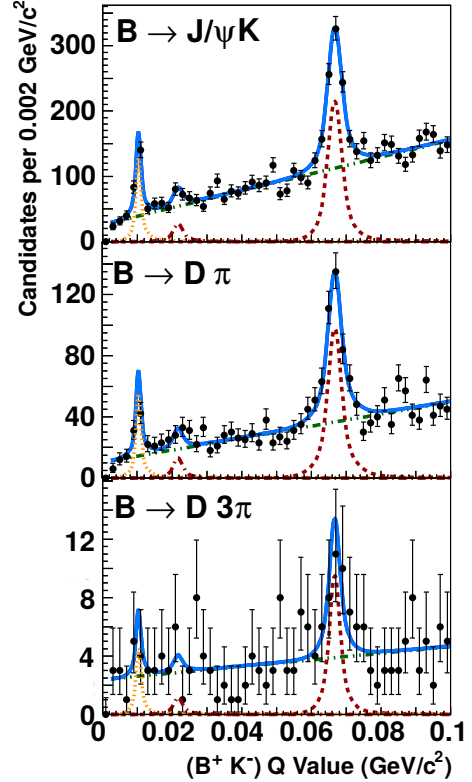 Candidates per 0.002 GeV/c²
B → J/ψK
300
200
100
0
B → D π
120
80
40
0
B → D 3π
12
8
4
0
0 0.02 0.04 0.06 0.08 0.1
(B⁺ K⁻) Q Value (GeV/c²)